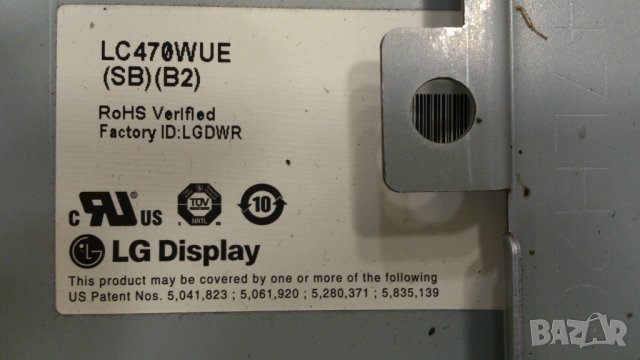 LC470WUE
(SB)(B2)
RoHS Verified
Factory ID:LGDWR
c UR US
TÜV
NRTL
10
LG Display
This product may be covered by one or more of the following
US Patent Nos. 5,041,823 ; 5,061,920 ; 5,280,371 ; 5,835,139
BAZAR